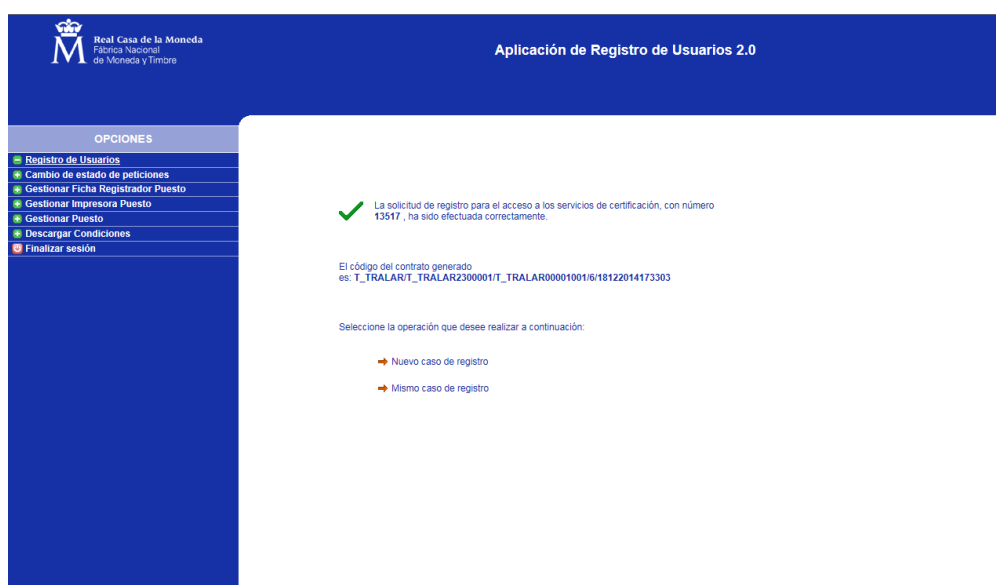 Real Casa de la Moneda
Fábrica Nacional
de Moneda y Timbre
Aplicación de Registro de Usuarios 2.0
OPCIONES
Registro de Usuarios
Cambio de estado de peticiones
Gestionar Ficha Registrador Puesto
Gestionar Impresora Puesto
Gestionar Puesto
Descargar Condiciones
Finalizar sesión
La solicitud de registro para el acceso a los servicios de certificación, con número
13517 , ha sido efectuada correctamente.
El código del contrato generado
es: T_TRALAR/T_TRALAR2300001/T_TRALAR00001001/6/18122014173303
Seleccione la operación que desee realizar a continuación:
Nuevo caso de registro
Mismo caso de registro